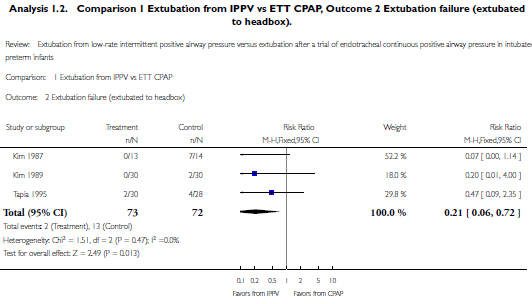 Analysis 1.2. Comparison 1 Extubation from IPPV vs ETT CPAP, Outcome 2 Extubation failure (extubated
to headbox).
Review: Extubation from low-rate intermittent positive airway pressure versus extubation after a trial of endotracheal continuous positive airway pressure in intubate
preterm infants
Comparison: 1 Extubation from IPPV vs ETT CPAP
Outcome: 2 Extubation failure (extubated to headbox)
Study or subgroup Treatment Control Risk Ratio Weight Risk Ratio
n/N n/N M-H,Fixed,95% CI M-H,Fixed,95% CI
Kim 1987 0/13 7/14 52.2 % 0.07 [ 0.00, 1.14 ]
Kim 1989 0/30 2/30 18.0 % 0.20 [ 0.01, 4.00 ]
Tapia 1995 2/30 4/28 29.8 % 0.47 [ 0.09, 2.35 ]
Total (95% CI) 73 72 100.0 % 0.21 [ 0.06, 0.72 ]
Total events: 2 (Treatment), 13 (Control)
Heterogeneity: Chi² = 1.51, df = 2 (P = 0.47); I² =0.0%
Test for overall effect: Z = 2.49 (P = 0.013)
0.1 0.2 0.5 1 2 5 10
Favors from IPPV Favors from CPAP